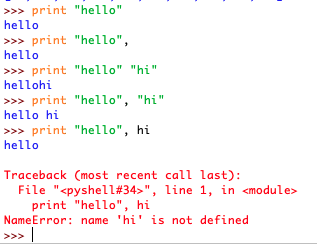 >>> print "hello"
hello
>>> print "hello",
hello
>>> print "hello" "hi"
hellohi
>>> print "hello", "hi"
hello hi
>>> print "hello", hi
hello
Traceback (most recent call last):
  File "<pyshell#34>", line 1, in <module>
    print "hello", hi
NameError: name 'hi' is not defined
>>>